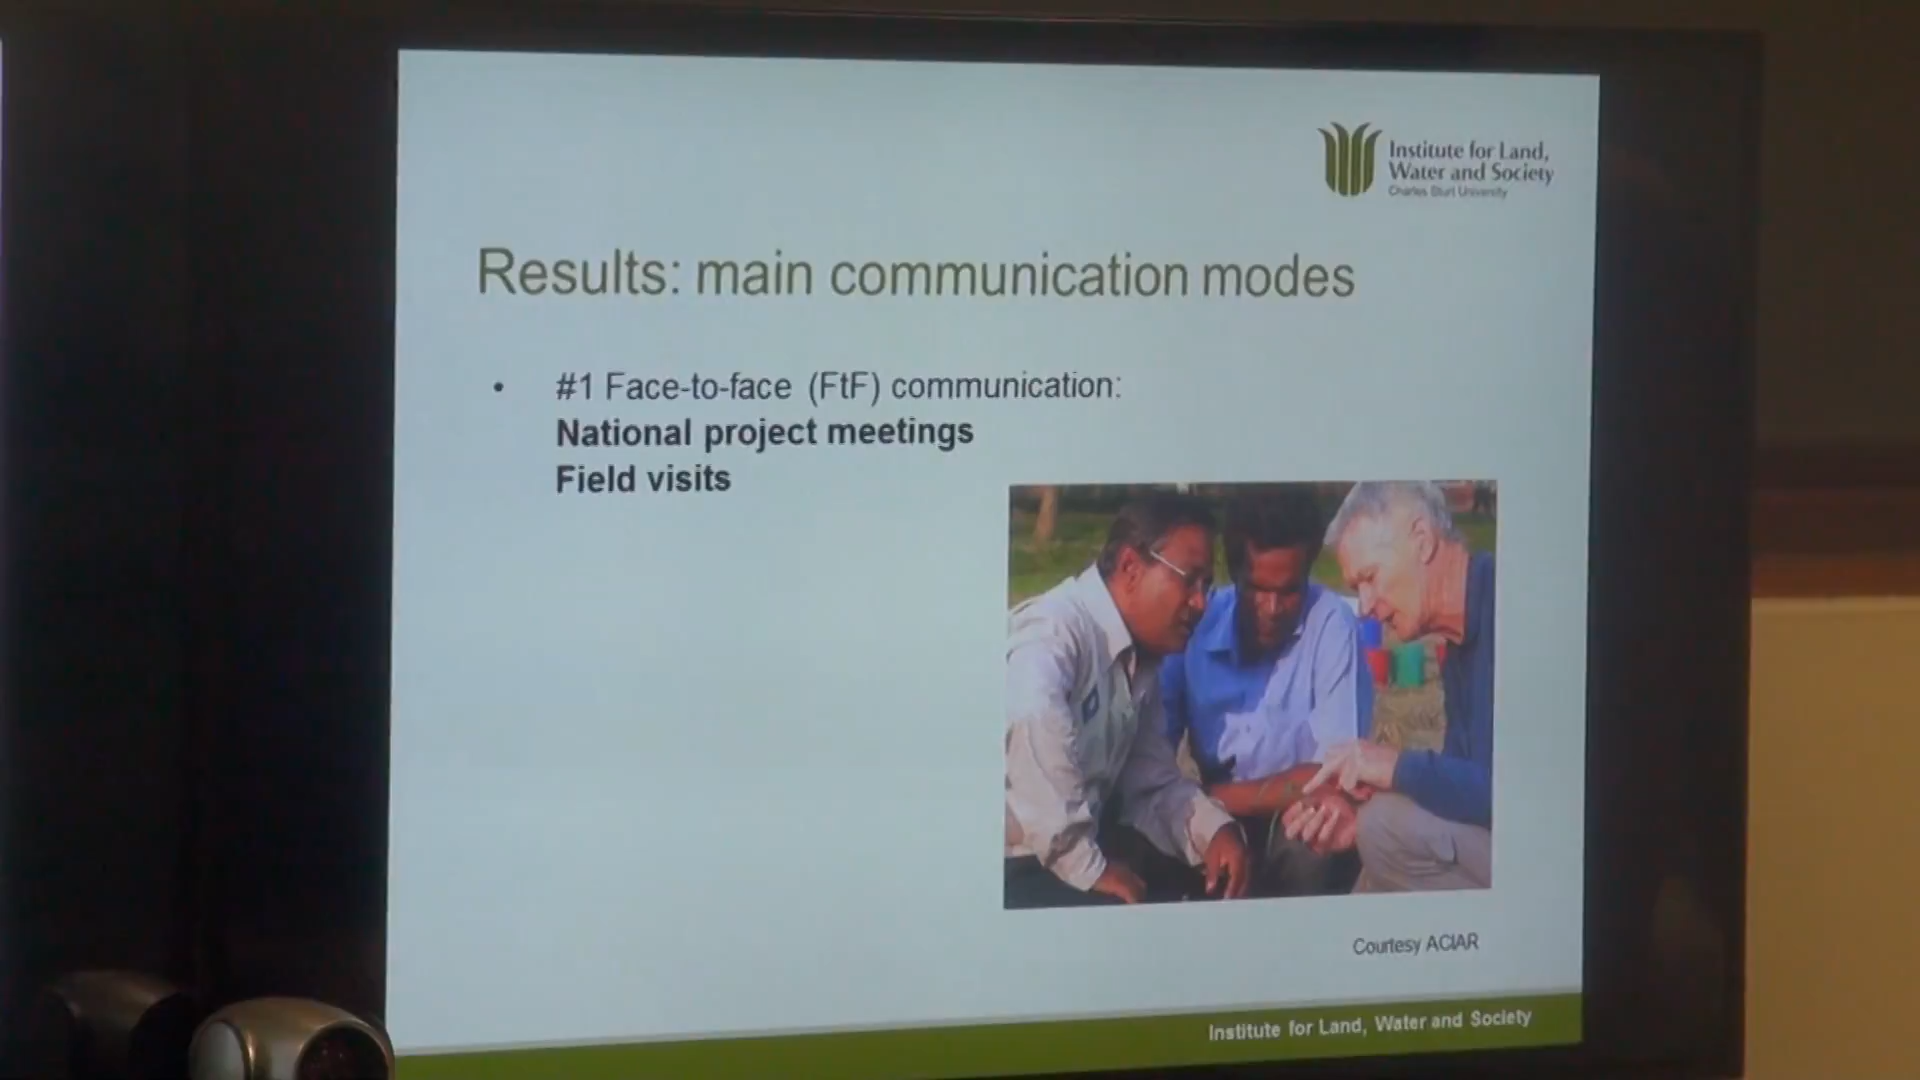 Institute for Land,
Water and Society
Charles Sturt University
Results: main communication modes
• #1 Face-to-face (FtF) communication:
National project meetings
Field visits
Courtesy ACIAR
Institute for Land, Water and Society